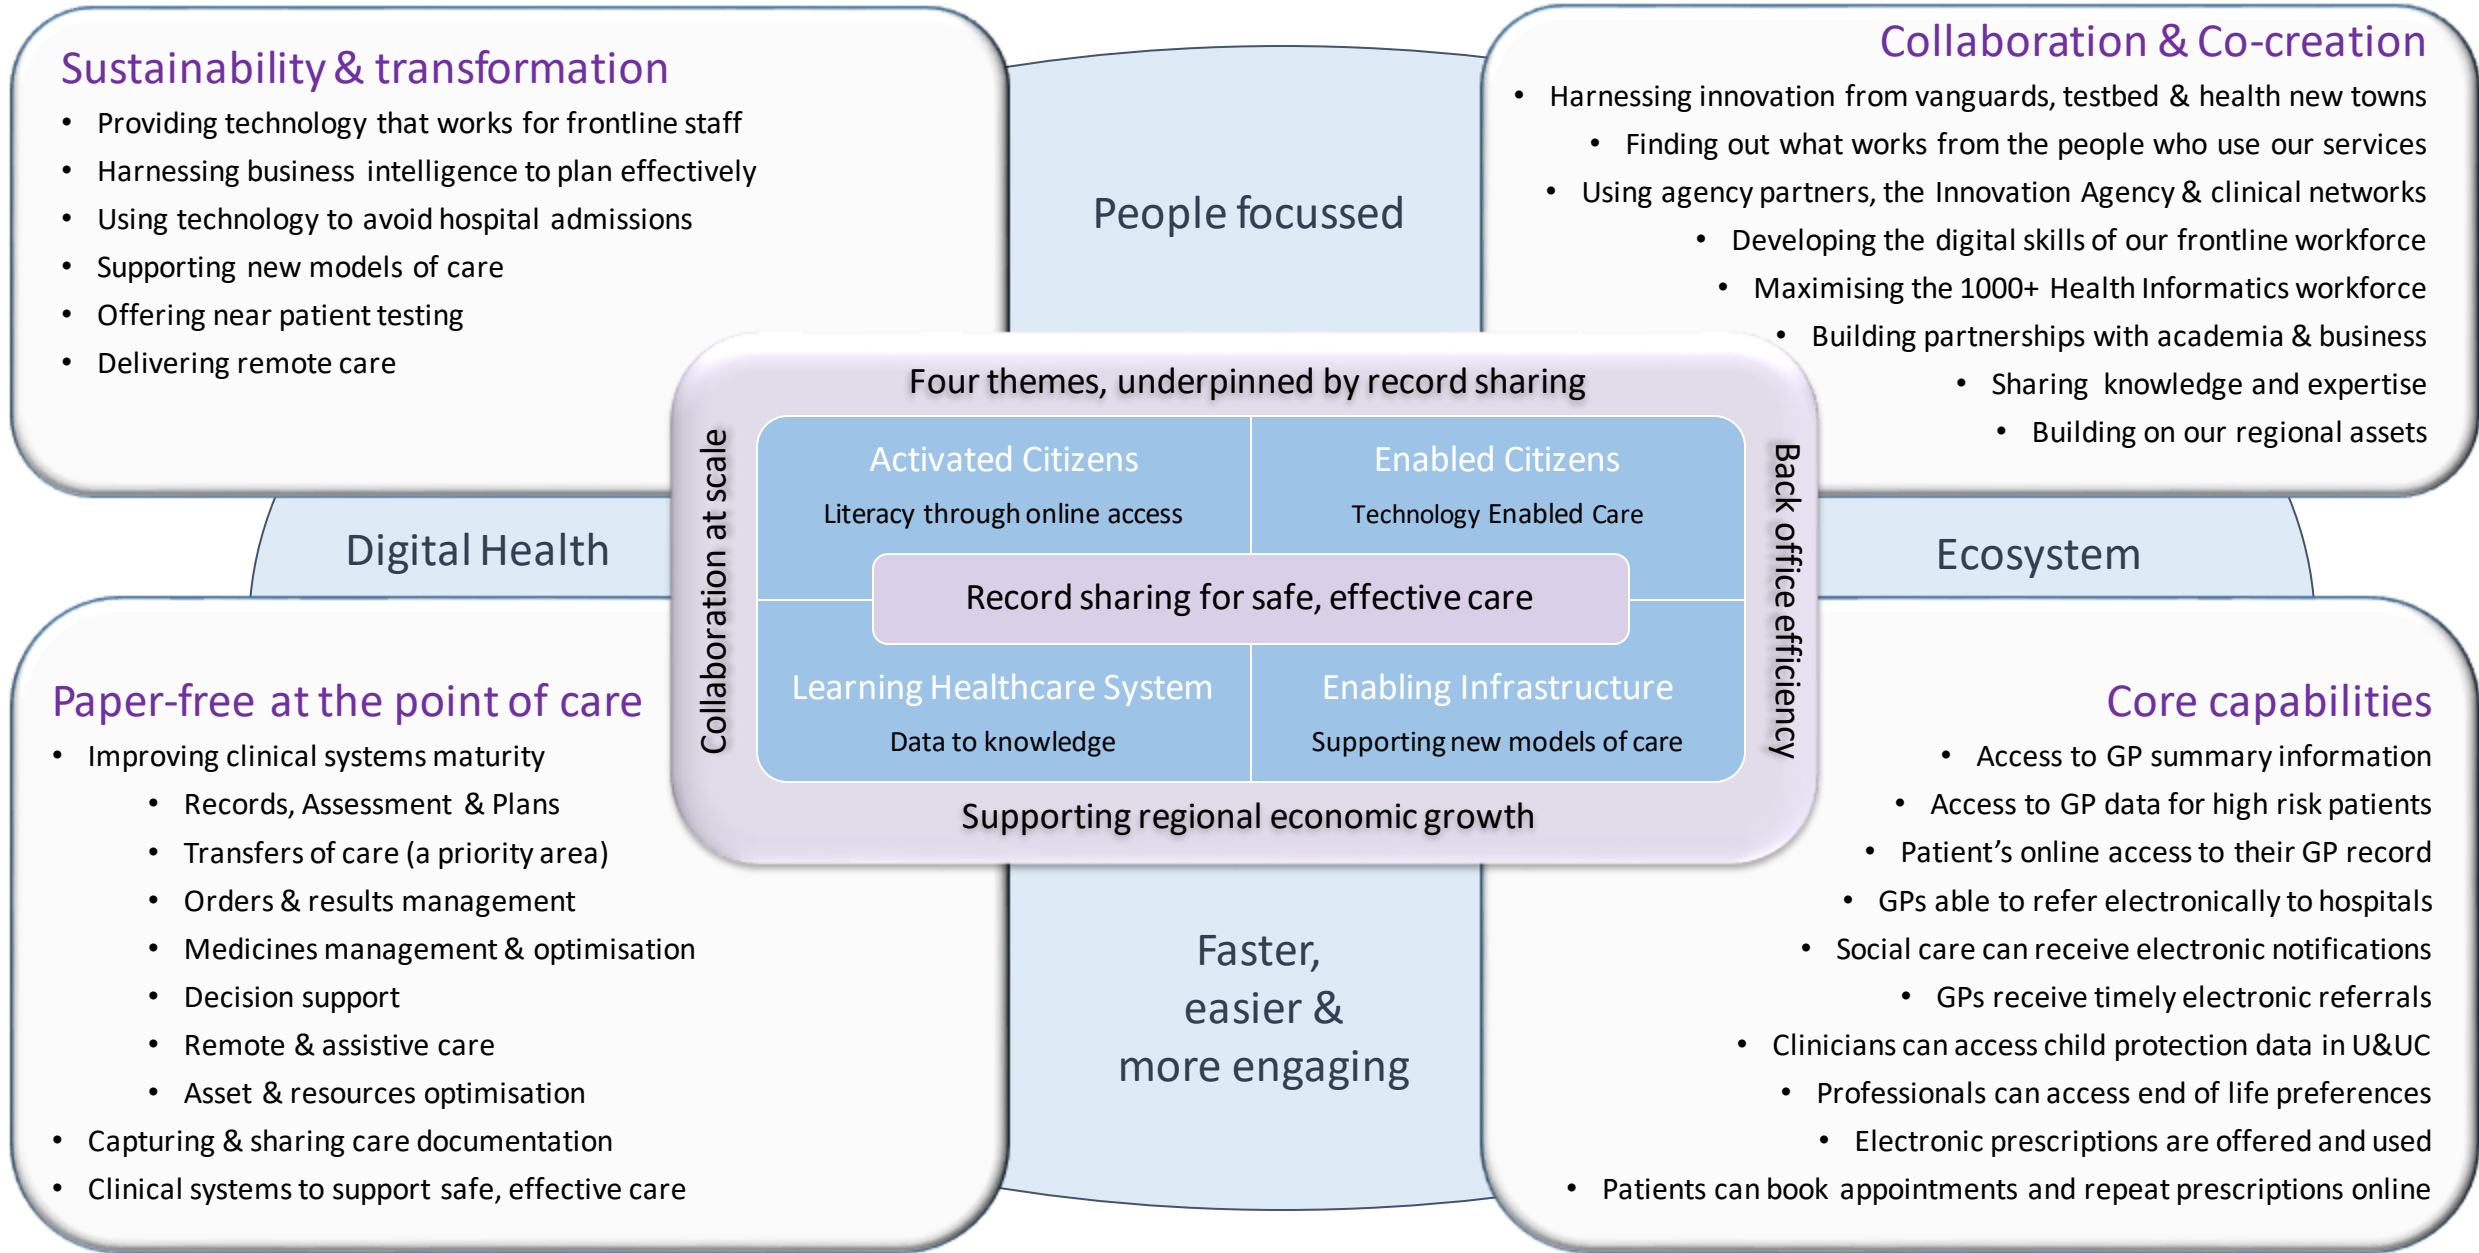 Sustainability & transformation
• Providing technology that works for frontline staff
• Harnessing business intelligence to plan effectively
• Using technology to avoid hospital admissions
• Supporting new models of care
• Offering near patient testing
• Delivering remote care
People focussed
Collaboration & Co-creation
• Harnessing innovation from vanguards, testbed & health new towns
• Finding out what works from the people who use our services
• Using agency partners, the Innovation Agency & clinical networks
• Developing the digital skills of our frontline workforce
• Maximising the 1000+ Health Informatics workforce
• Building partnerships with academia & business
• Sharing knowledge and expertise
• Building on our regional assets
Digital Health
Four themes, underpinned by record sharing
Collaboration at scale
Activated Citizens
Literacy through online access
Enabled Citizens
Technology Enabled Care
Record sharing for safe, effective care
Learning Healthcare System
Data to knowledge
Enabling Infrastructure
Supporting new models of care
Back office efficiency
Supporting regional economic growth
Ecosystem
Paper-free at the point of care
• Improving clinical systems maturity
• Records, Assessment & Plans
• Transfers of care (a priority area)
• Orders & results management
• Medicines management & optimisation
• Decision support
• Remote & assistive care
• Asset & resources optimisation
• Capturing & sharing care documentation
• Clinical systems to support safe, effective care
Faster,
easier &
more engaging
Core capabilities
• Access to GP summary information
• Access to GP data for high risk patients
• Patient’s online access to their GP record
• GPs able to refer electronically to hospitals
• Social care can receive electronic notifications
• GPs receive timely electronic referrals
• Clinicians can access child protection data in U&UC
• Professionals can access end of life preferences
• Electronic prescriptions are offered and used
• Patients can book appointments and repeat prescriptions online